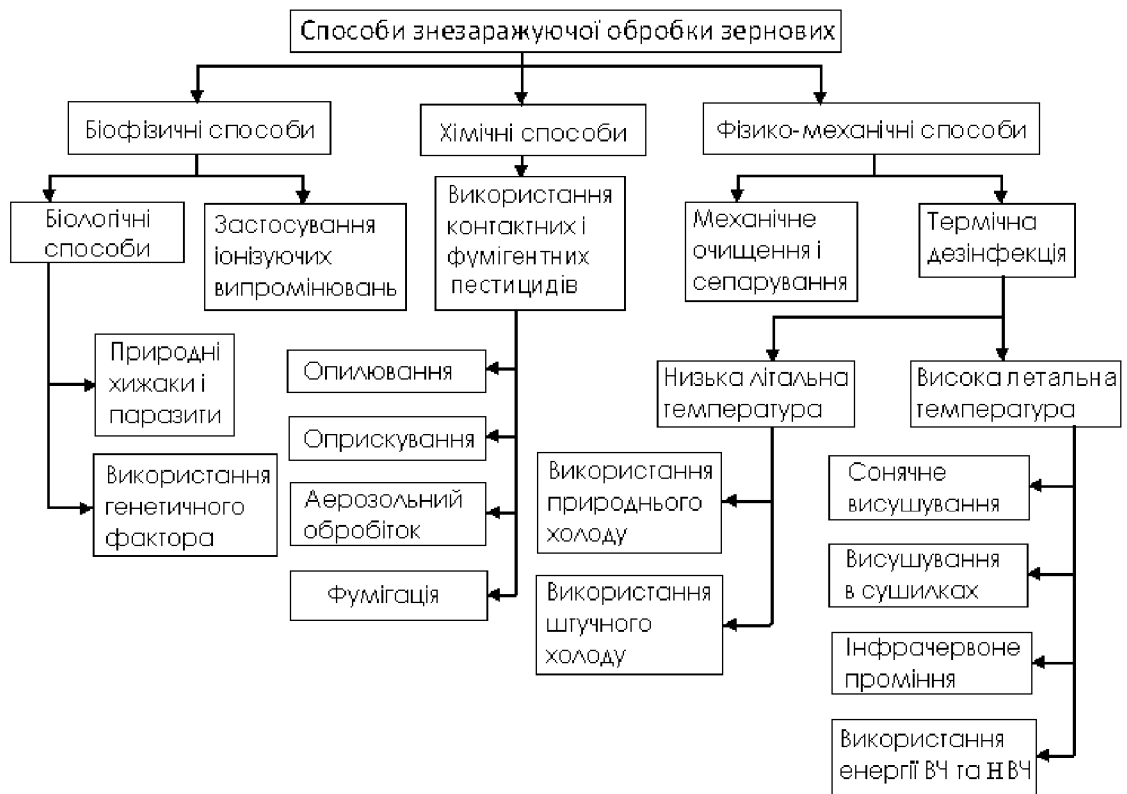 Способи знезаражуючої обробки зернових
Біофізичні способи
Хімічні способи
Фізико-механічні способи
Біологічні
способи
Застосування
іонізуючих
випромінювань
Використання
контактних і
фумігентних
пестицидів
Механічне
очищення і
сепарування
Термічна
дезінфекція
Природні
хижаки і
паразити
Використання
генетичного
фактора
Опилювання
Оприскування
Аерозольний
обробіток
Фумігація
Низька літальна
температура
Висока летальна
температура
Використання
природнього
холоду
Використання
штучного
холоду
Сонячне
висушування
Висушування
в сушилках
Інфрачервоне
проміння
Використання
енергії ВЧ та НВЧ